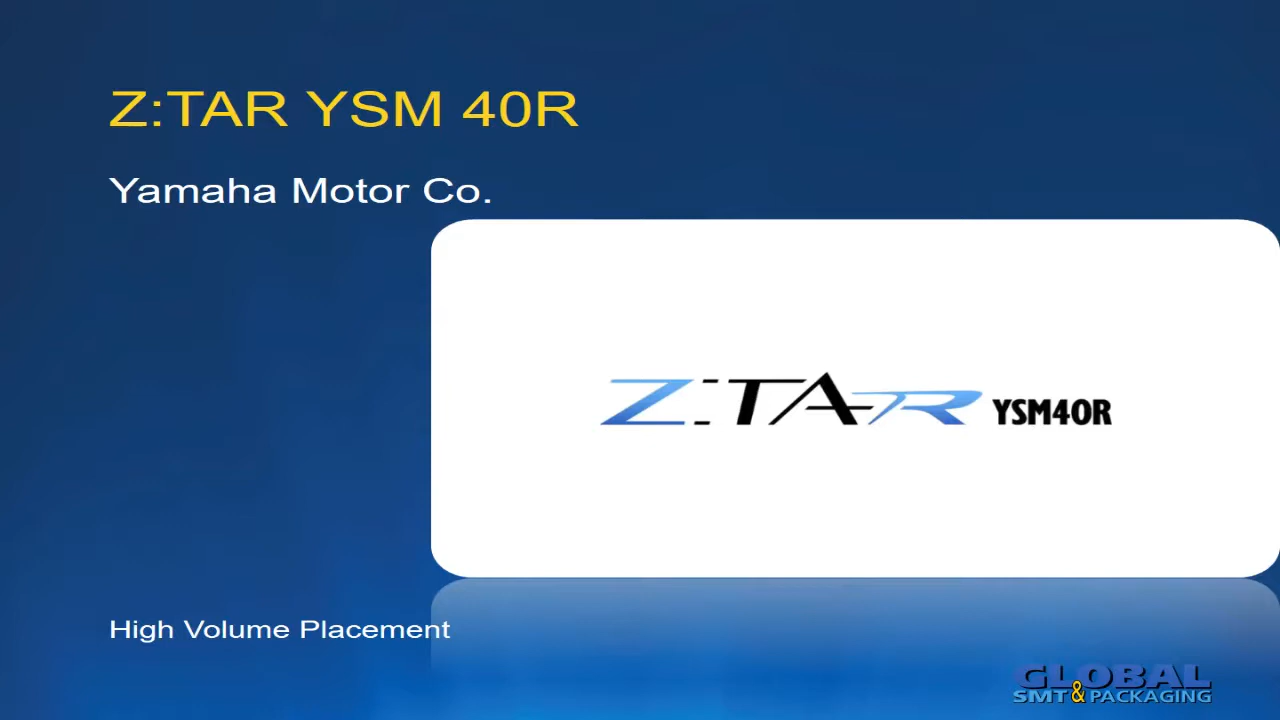 Z:TAR YSM 40R
Yamaha Motor Co.
Z:TAR YSM40R
High Volume Placement
GLOBAL
SMT & PACKAGING